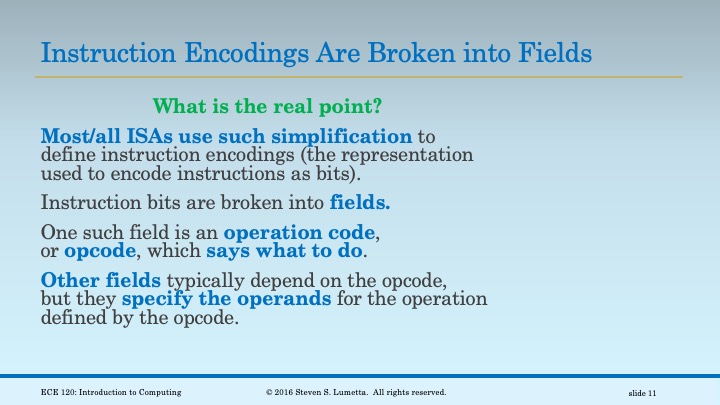 Instruction Encodings Are Broken into Fields
What is the real point?
Most/all ISAs use such simplification to
define instruction encodings (the representation
used to encode instructions as bits).
Instruction bits are broken into fields.
One such field is an operation code,
or opcode, which says what to do.
Other fields typically depend on the opcode,
but they specify the operands for the operation
defined by the opcode.
ECE 120: Introduction to Computing
© 2016 Steven S. Lumetta. All rights reserved.
slide 11